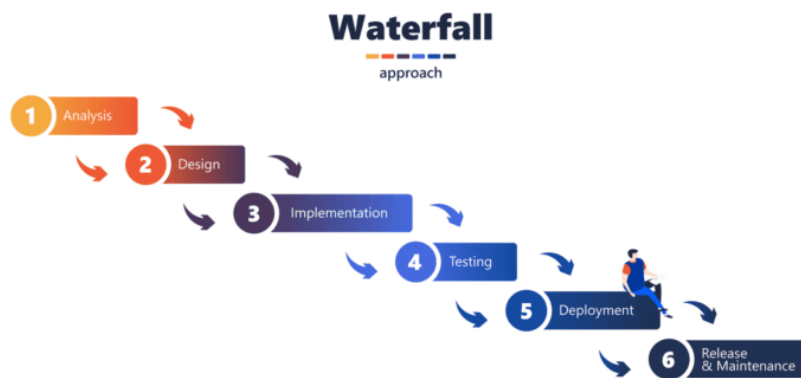 Waterfall
approach
1 Analysis
2 Design
3 Implementation
4 Testing
5 Deployment
6 Release
& Maintenance